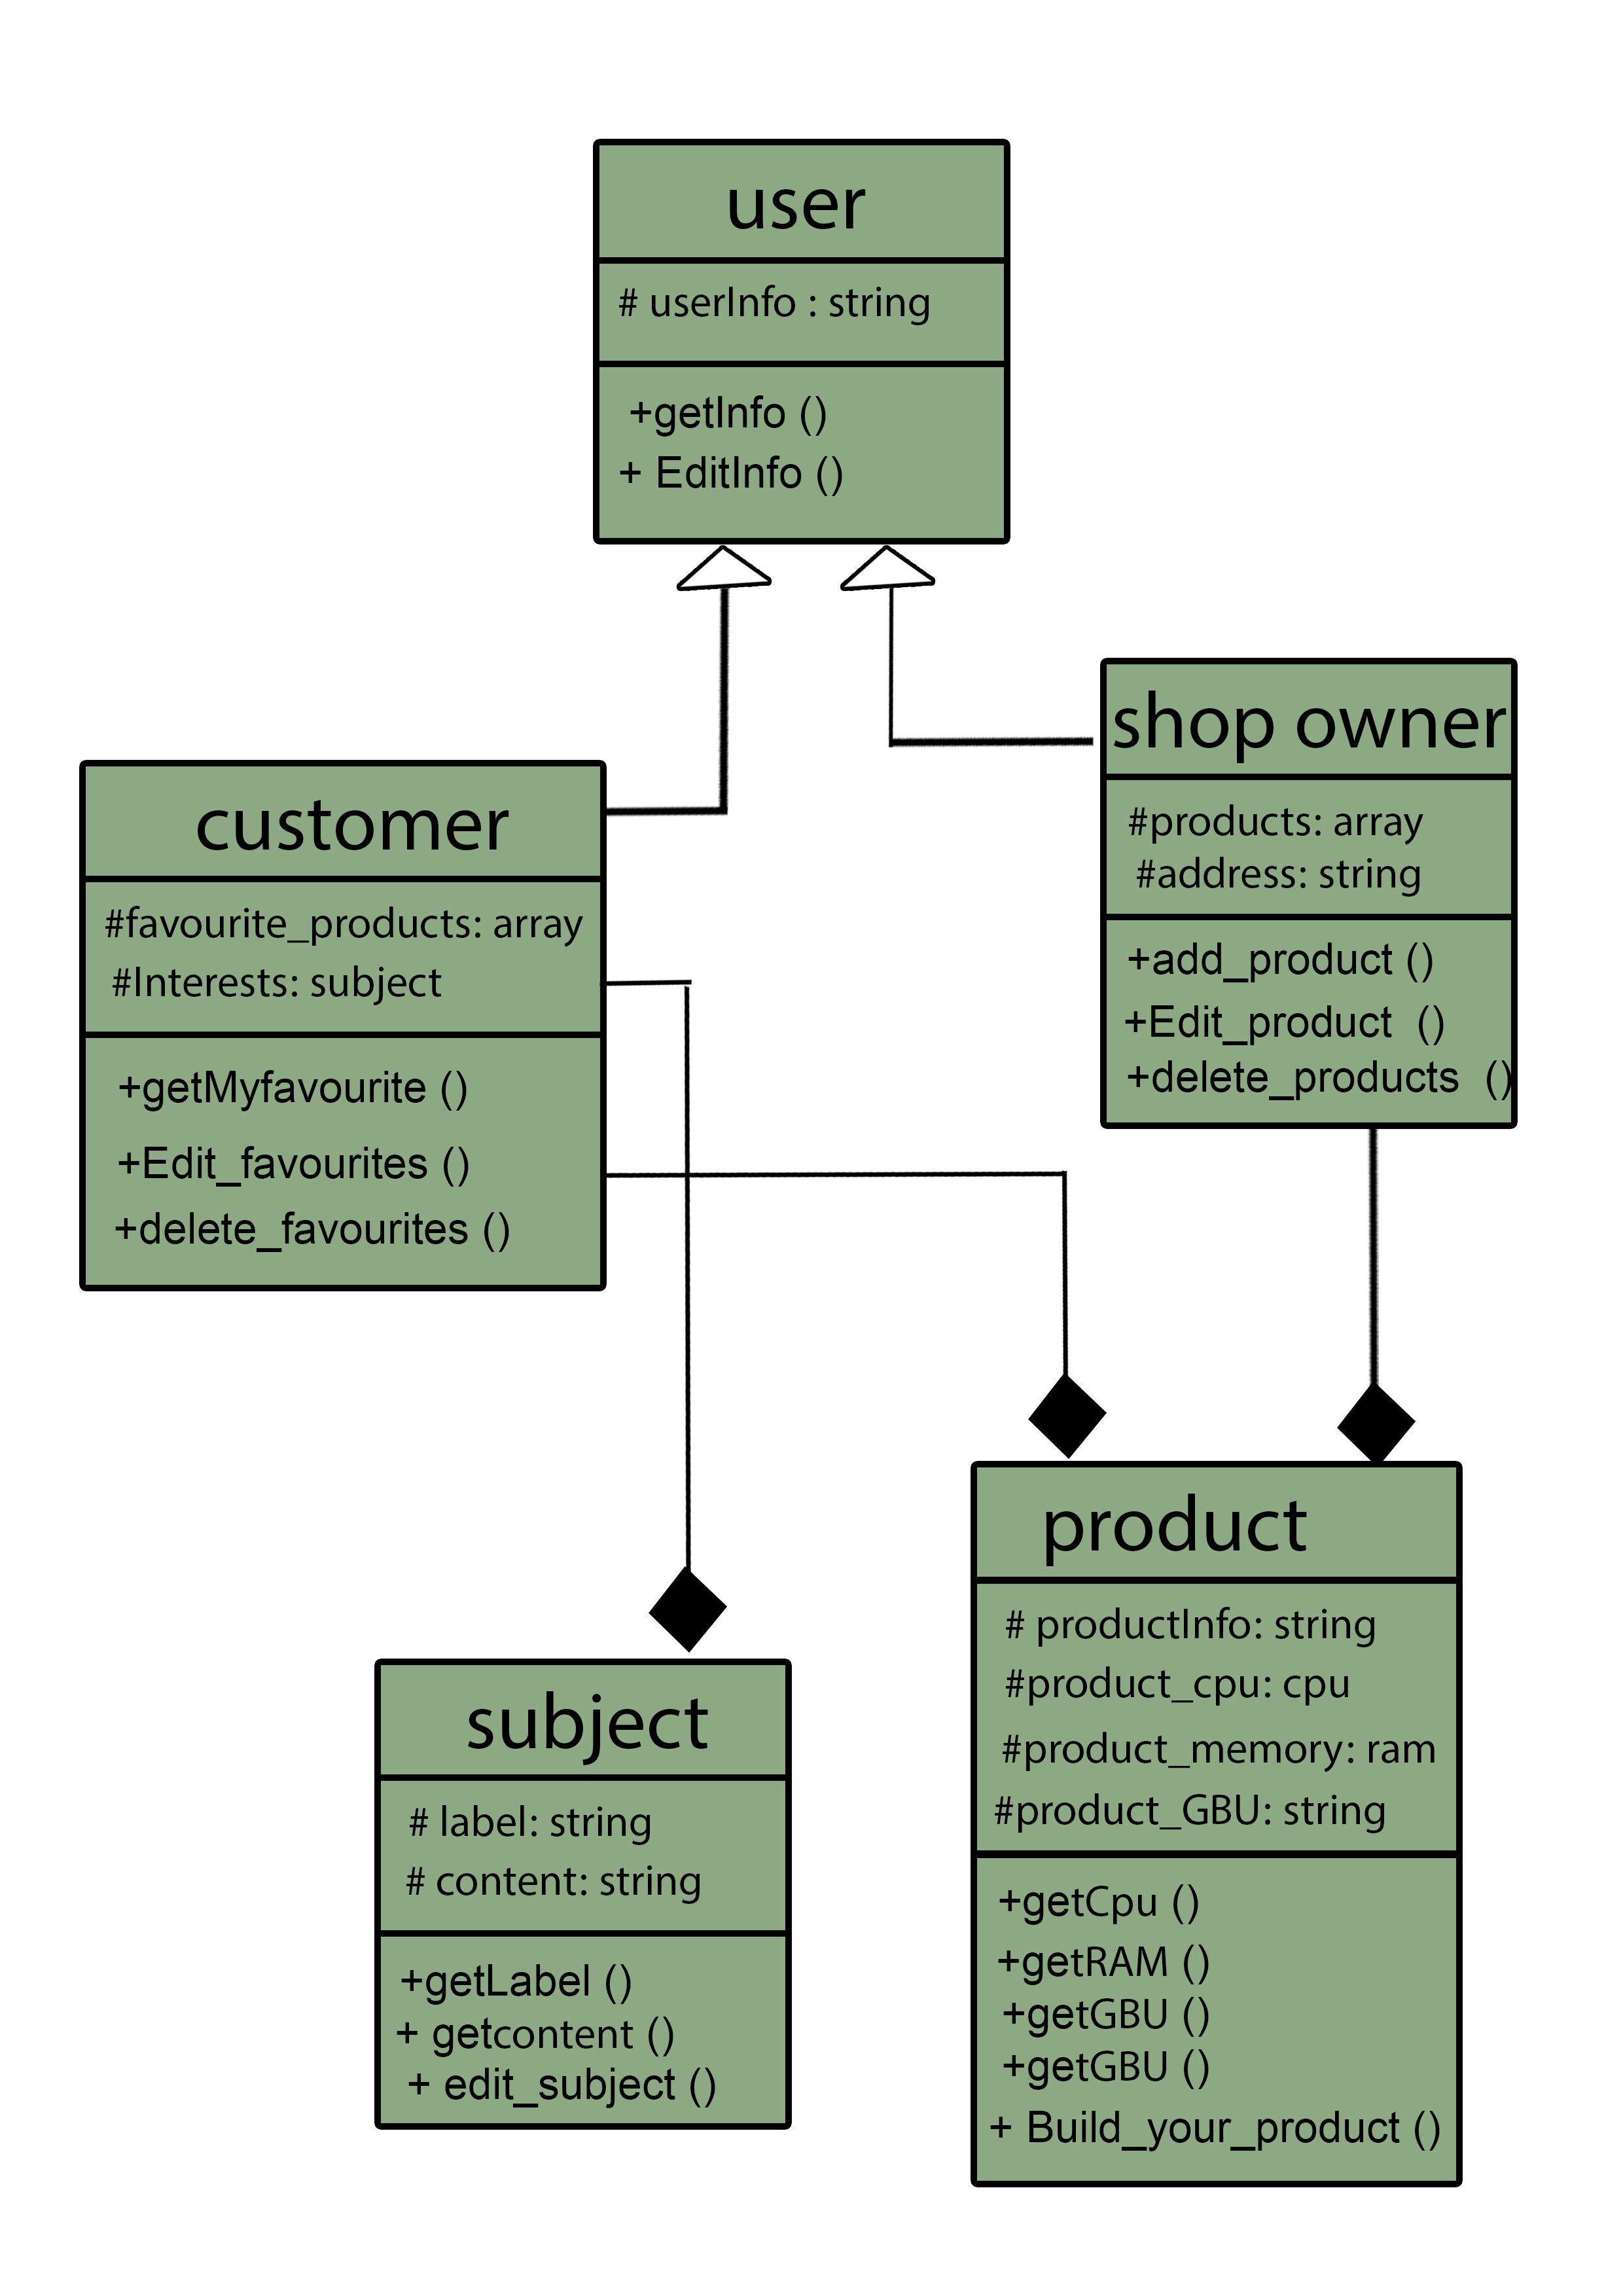 user
# userInfo : string
+getInfo ()
+ EditInfo ()
shop owner
#products: array
#address: string
+add_product ()
+Edit_product ()
+delete_products ()
customer
#favourite_products: array
#Interests: subject
+getMyfavourite ()
+Edit_favourites ()
+delete_favourites ()
product
# productInfo: string
#product_cpu: cpu
#product_memory: ram
#product_GBU: string
+getCpu ()
+getRAM ()
+getGBU ()
+getGBU ()
+ Build_your_product ()
subject
# label: string
# content: string
+getLabel ()
+ getcontent ()
+ edit_subject ()